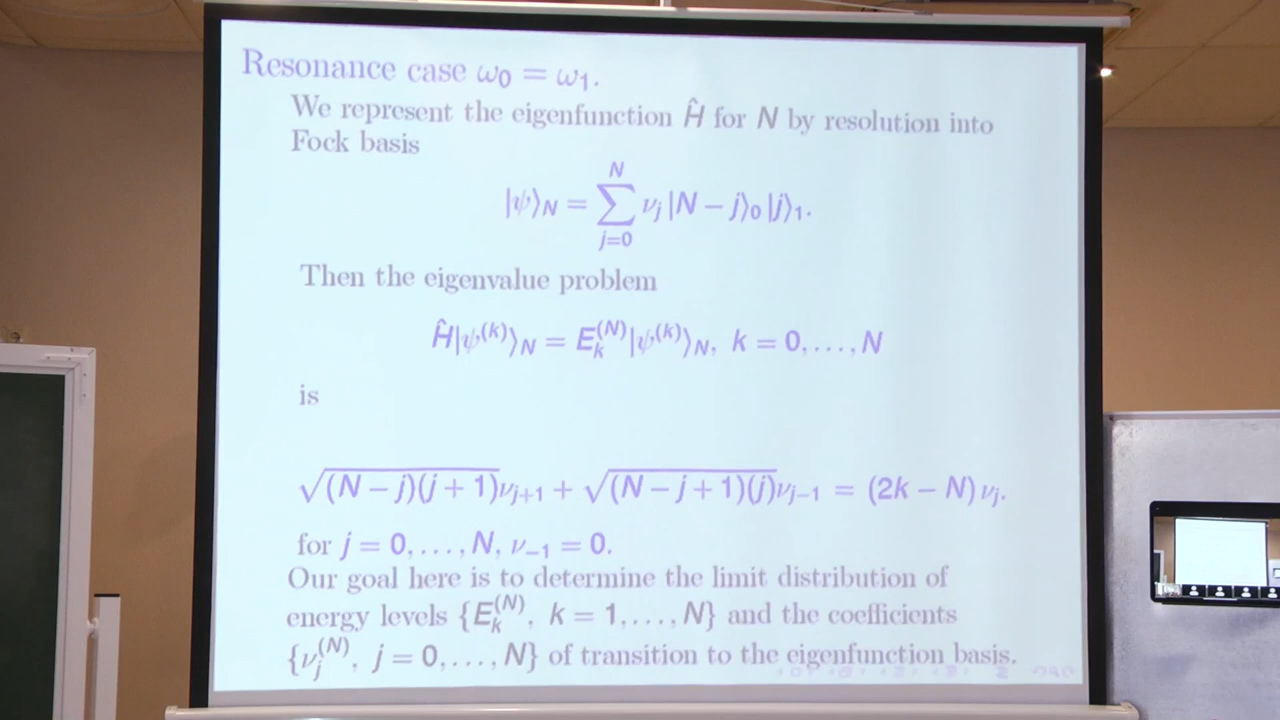 Resonance case ω₀ = ω₁.
We represent the eigenfunction Ĥ for N by resolution into
Fock basis
|ψ⟩_N = ∑_{j=0}^{N} ν_j |N − j⟩₀ |j⟩₁.
Then the eigenvalue problem
Ĥ|ψ^{(k)}⟩_N = E_k^{(N)}|ψ^{(k)}⟩_N, k = 0, . . . , N
is
√(N − j)(j + 1) ν_{j+1} + √(N − j + 1)(j) ν_{j−1} = (2k − N) ν_j.
for j = 0, . . . , N, ν_{−1} = 0.
Our goal here is to determine the limit distribution of
energy levels {E_k^{(N)}, k = 1, . . . , N} and the coefficients
{ν_j^{(N)}, j = 0, . . . , N} of transition to the eigenfunction basis.